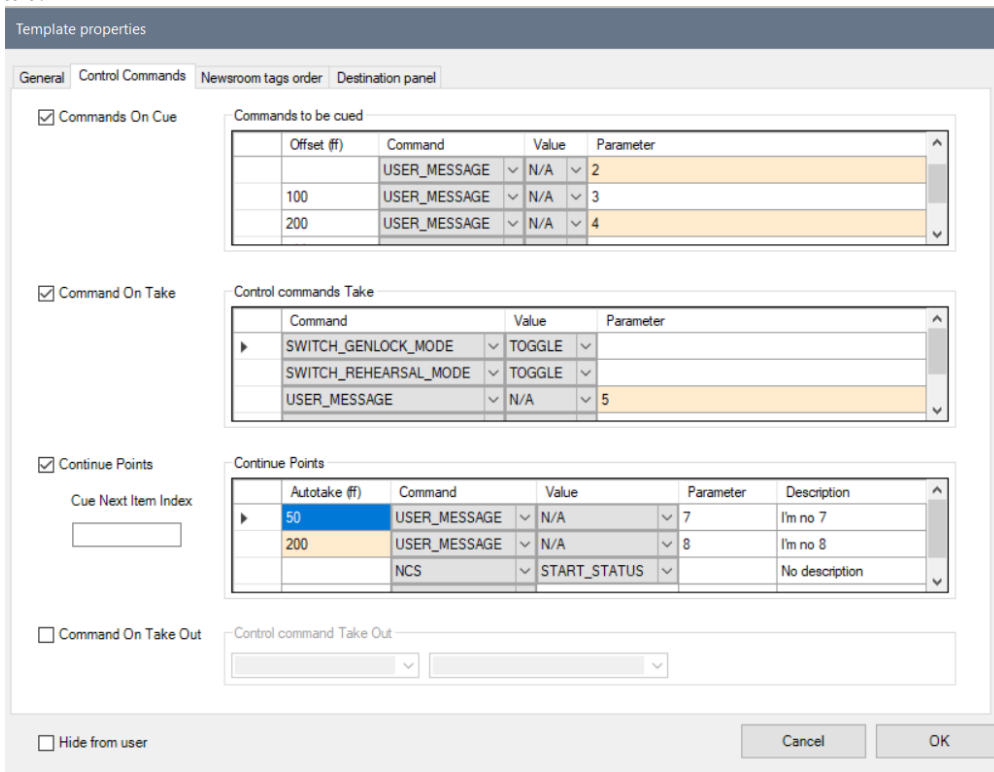 Template properties
General Control Commands Newsroom tags order Destination panel
Commands On Cue
Commands to be cued
Offset (ff) Command Value Parameter
USER_MESSAGE N/A 2
100 USER_MESSAGE N/A 3
200 USER_MESSAGE N/A 4
Command On Take
Control commands Take
Command Value Parameter
SWITCH_GENLOCK_MODE TOGGLE
SWITCH_REHEARSAL_MODE TOGGLE
USER_MESSAGE N/A 5
Continue Points
Cue Next Item Index
Continue Points
Autotake (ff) Command Value Parameter Description
50 USER_MESSAGE N/A 7 I'm no 7
200 USER_MESSAGE N/A 8 I'm no 8
NCS START_STATUS No description
Command On Take Out
Control command Take Out
Hide from user
Cancel OK